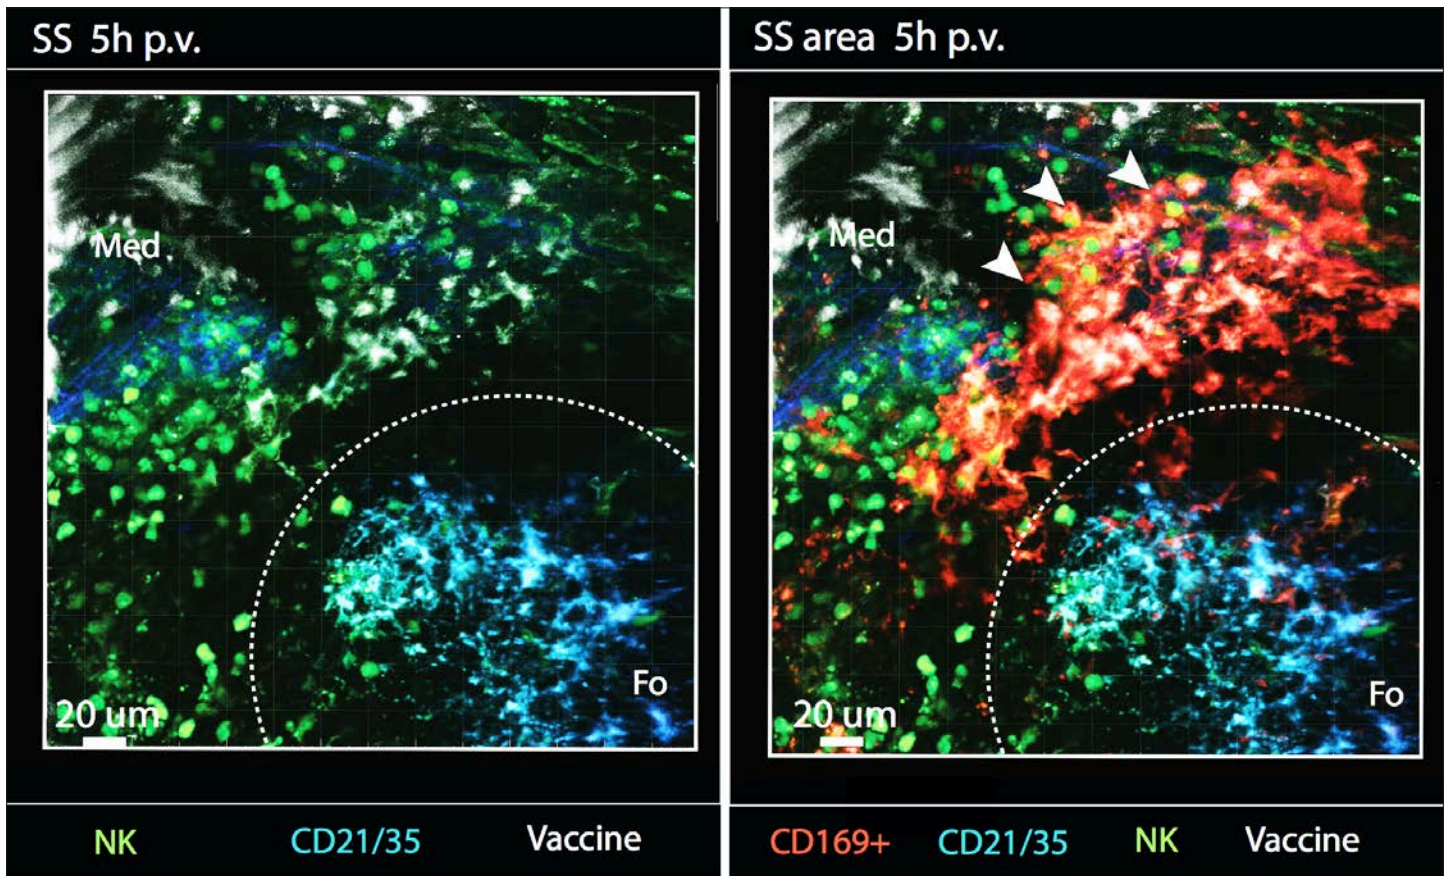 SS 5h p.v.
Med
Fo
20 um
NK CD21/35 Vaccine
SS area 5h p.v.
Med
Fo
20 um
CD169+ CD21/35 NK Vaccine